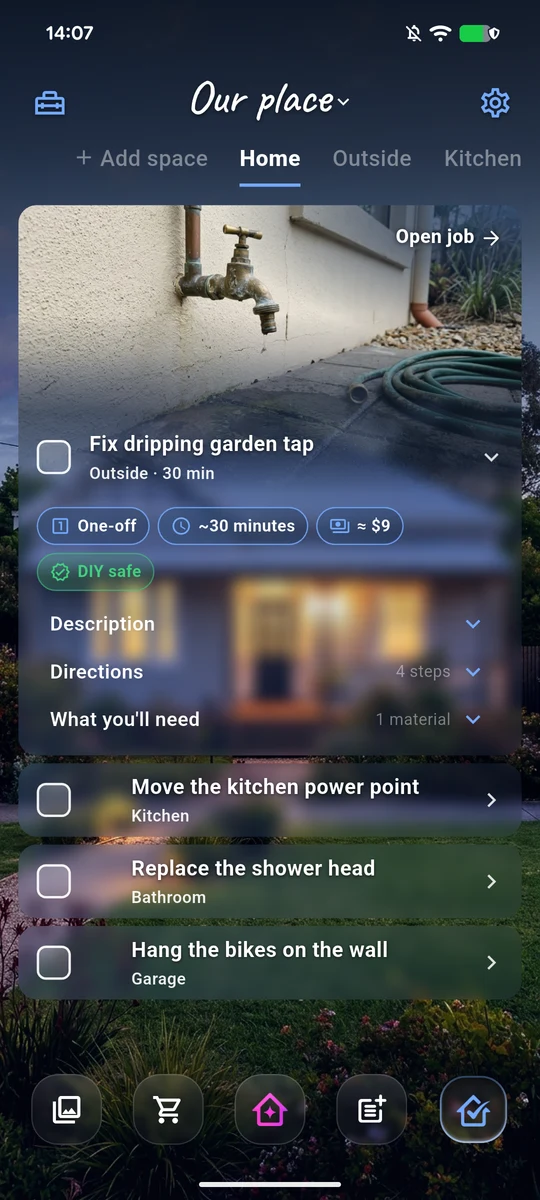 14:07
Our place
+ Add space Home Outside Kitchen
Open job →
Fix dripping garden tap
Outside · 30 min
1 One-off ~30 minutes ≈ $9
DIY safe
Description
Directions 4 steps
What you'll need 1 material
Move the kitchen power point
Kitchen
Replace the shower head
Bathroom
Hang the bikes on the wall
Garage